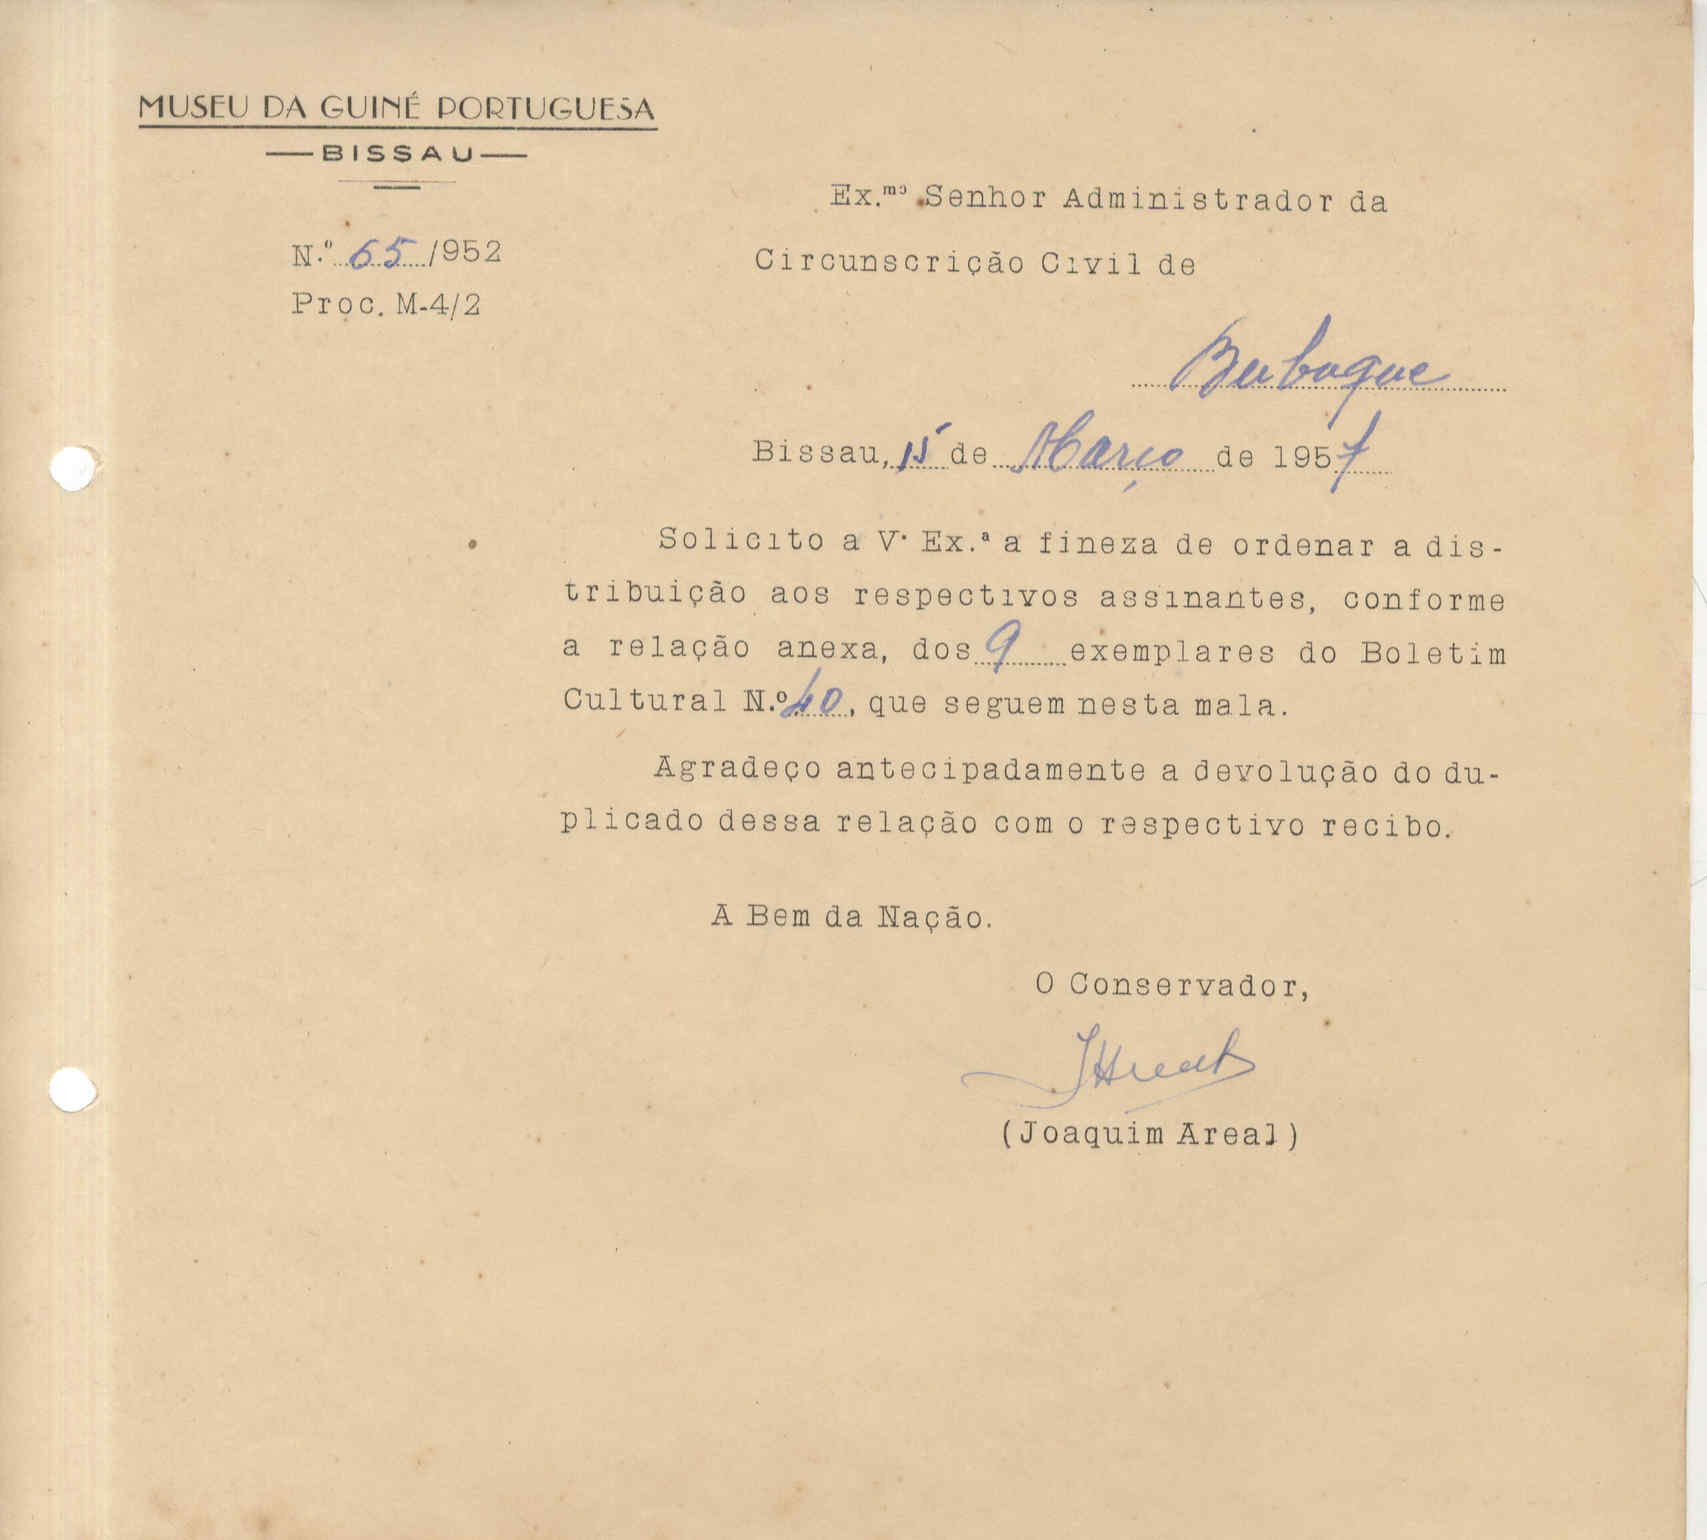 MUSEU DA GUINÉ PORTUGUESA
BISSAU
N.º 65/952
Proc. M-4/2
Ex.mo Senhor Administrador da
Circunscrição Civil de
Bubaque
Bissau, 15 de Março de 1957
Solicito a V. Ex.ª a fineza de ordenar a dis-
tribuição aos respectivos assinantes, conforme
a relação anexa, dos 9 exemplares do Boletim
Cultural N.º 40, que seguem nesta mala.
Agradeço antecipadamente a devolução do du-
plicado dessa relação com o respectivo recibo.
A Bem da Nação.
O Conservador,
(Joaquim Areal)